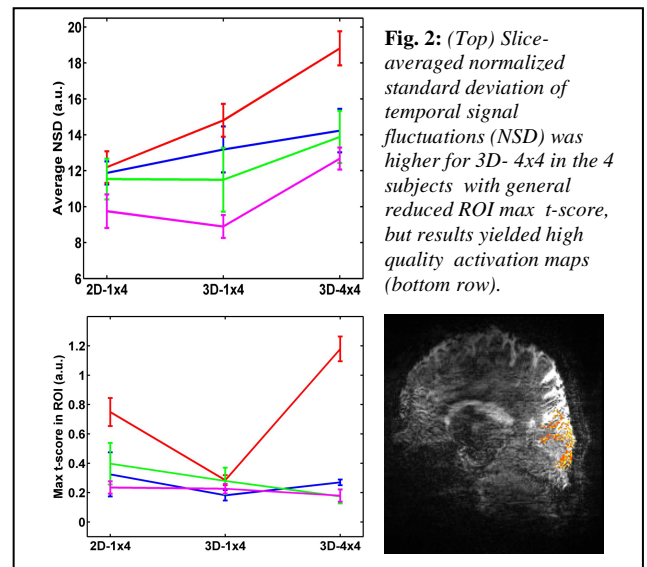 20
18
16
14
12
10
8
6
Average NSD (a.u.)
2D-1x4
3D-1x4
3D-4x4
Fig. 2: (Top) Slice-
averaged normalized
standard deviation of
temporal signal
fluctuations (NSD) was
higher for 3D- 4x4 in the 4
subjects with general
reduced ROI max t-score,
but results yielded high
quality activation maps
(bottom row).
1.2
1
0.8
0.6
0.4
0.2
0
Max t-score in ROI (a.u.)
2D-1x4
3D-1x4
3D-4x4